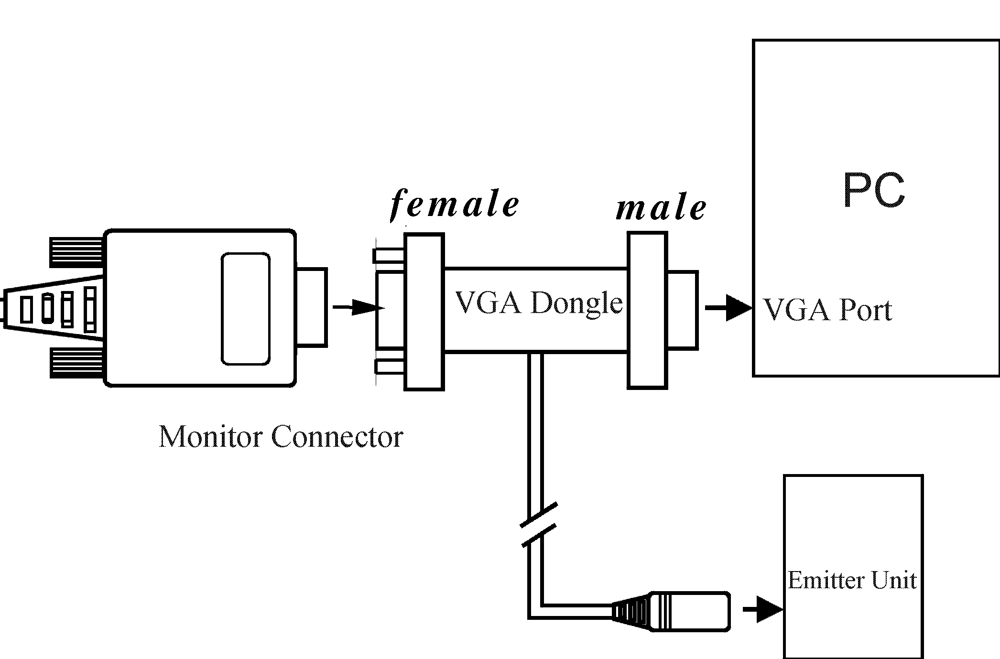 PC
female
male
VGA Dongle
VGA Port
Monitor Connector
Emitter Unit